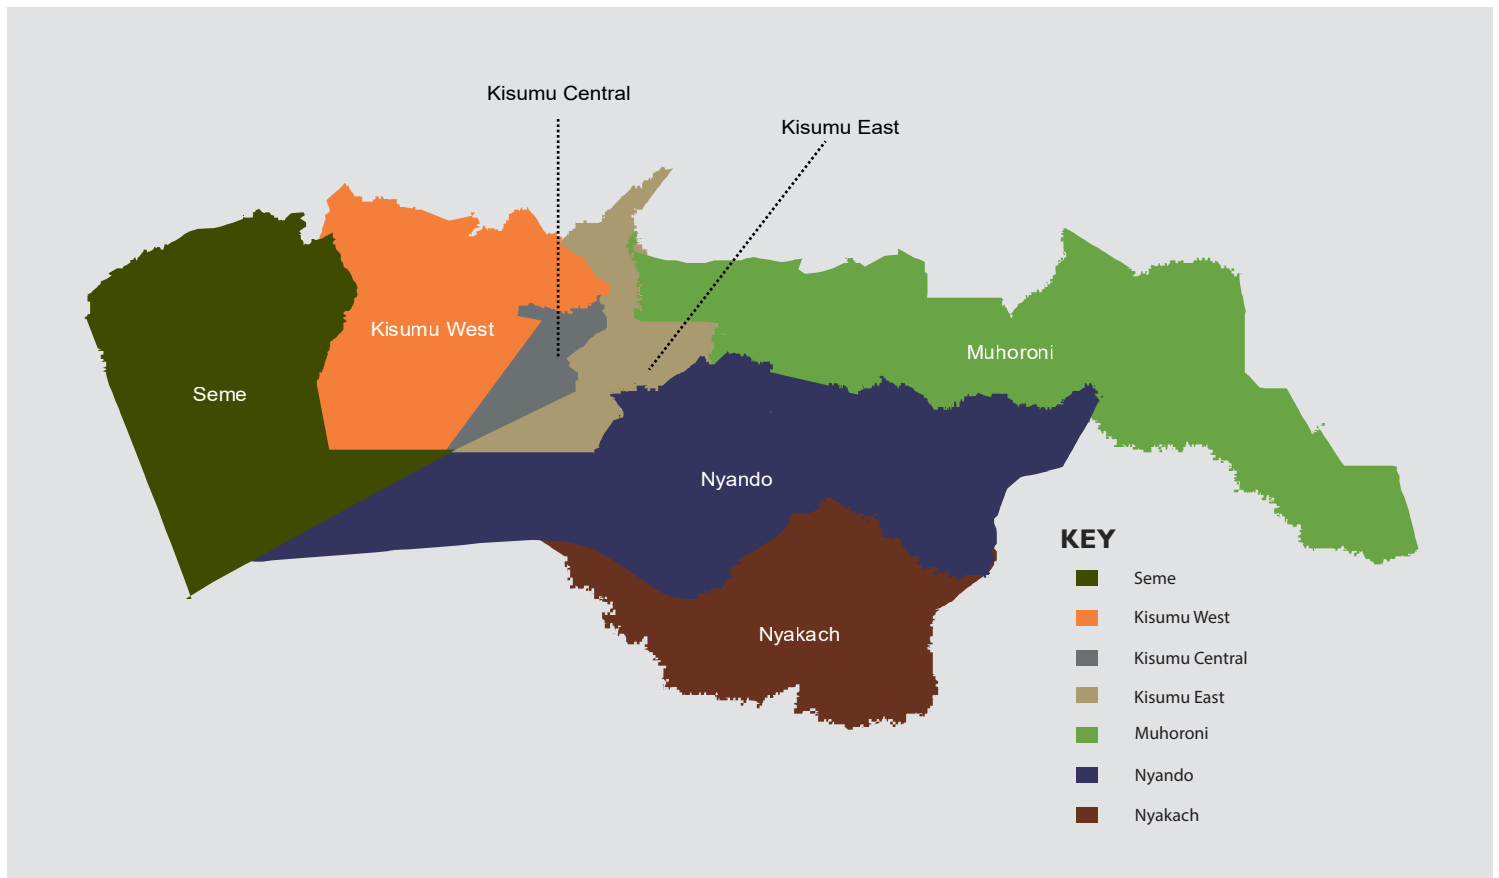 Kisumu Central
Kisumu East
Kisumu West
Muhoroni
Seme
Nyando
Nyakach
KEY
Seme
Kisumu West
Kisumu Central
Kisumu East
Muhoroni
Nyando
Nyakach